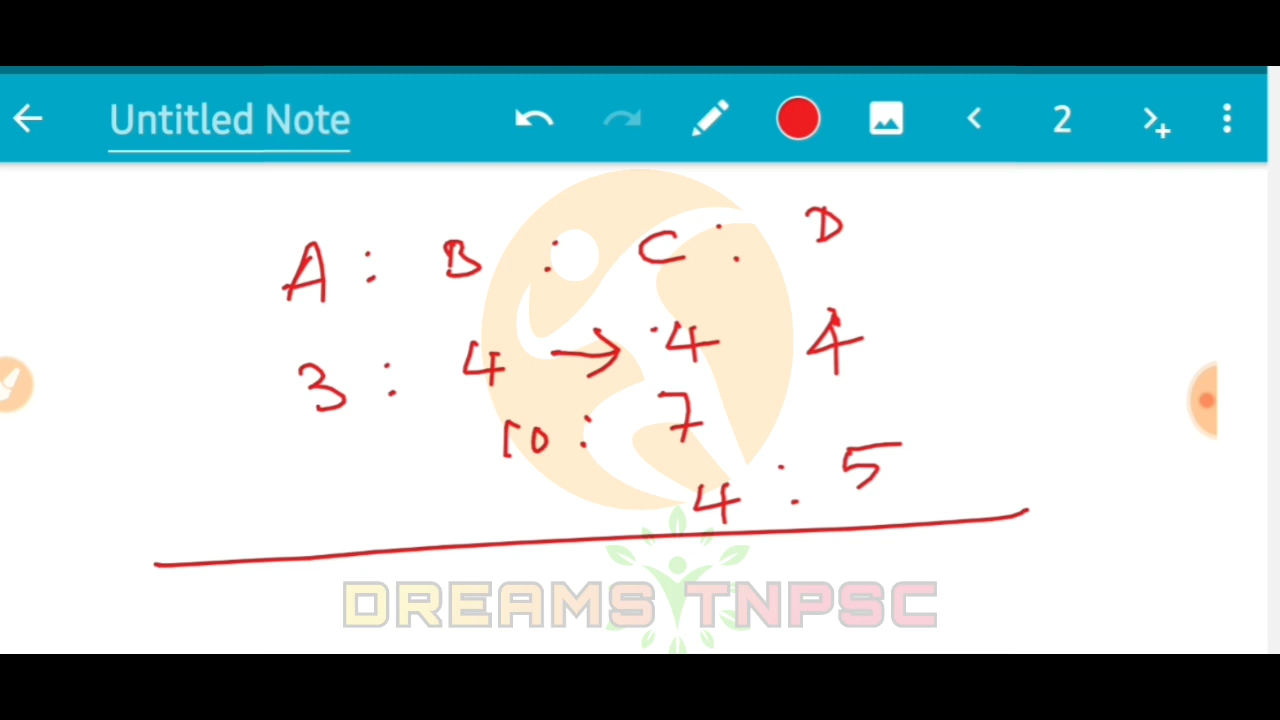 Untitled Note
2
A : B : C : D
3 : 4 → 4 4
10 : 7
4 : 5
DREAMS TNPSC